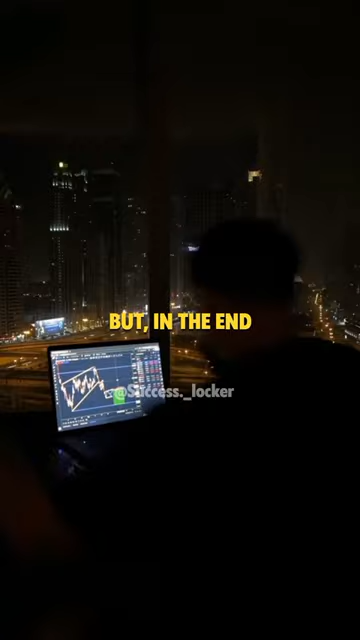 BUT, IN THE END
@Success._locker